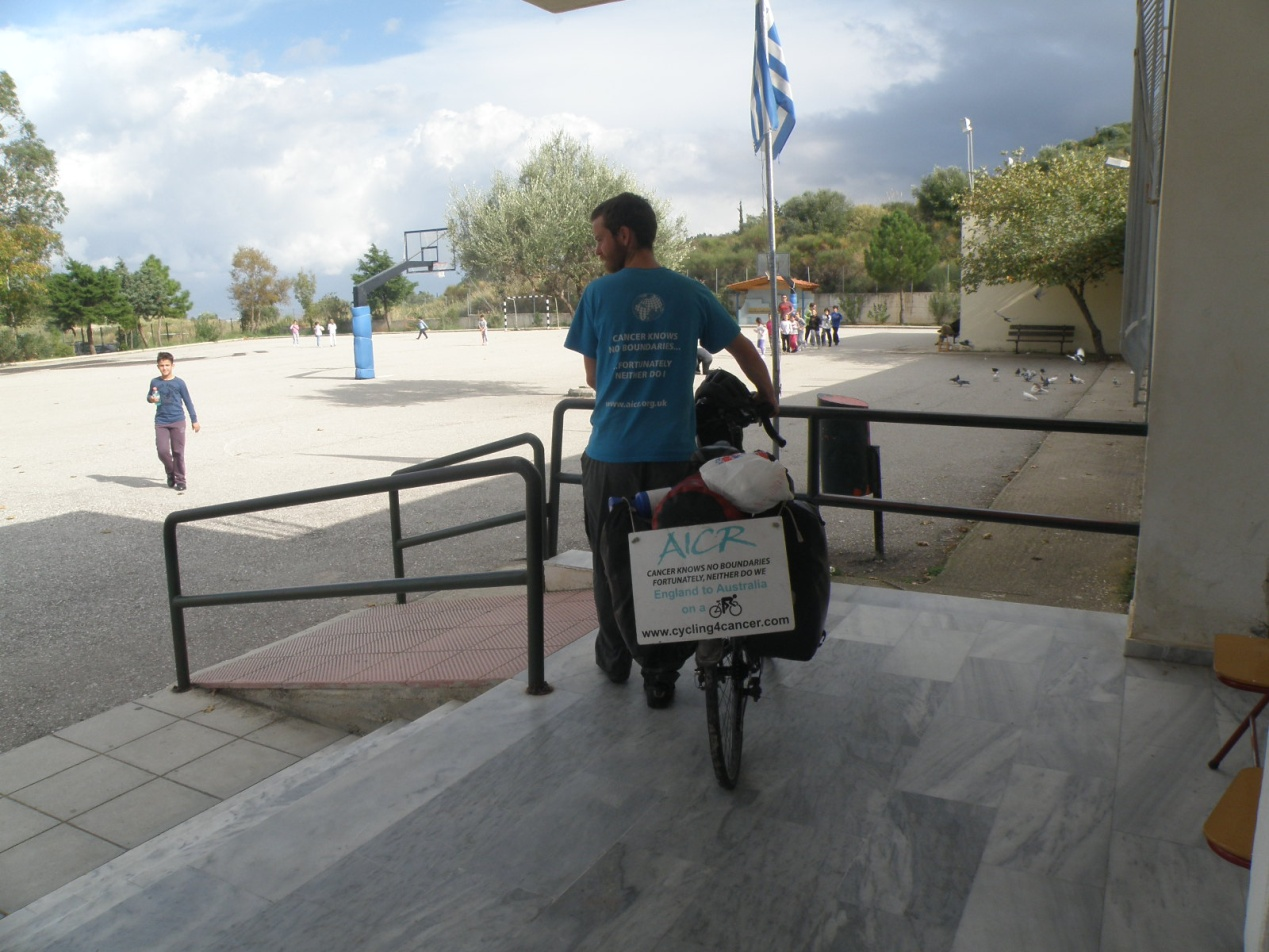 CANCER KNOWS
NO BOUNDARIES...
...FORTUNATELY
NEITHER DO I
www.aicr.org.uk
AICR
CANCER KNOWS NO BOUNDARIES
FORTUNATELY, NEITHER DO WE
England to Australia
on a
www.cycling4cancer.com